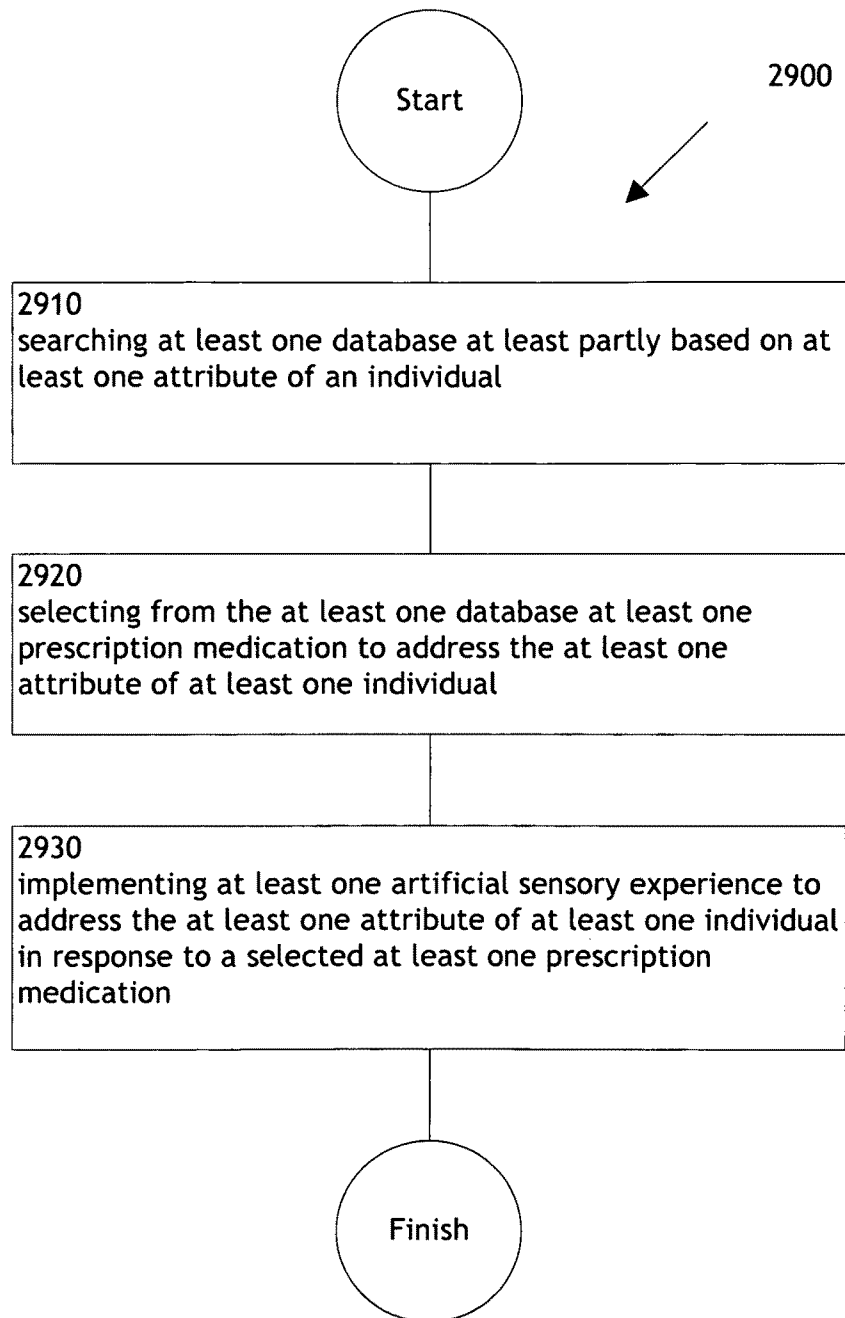 Start
2900
2910
searching at least one database at least partly based on at
least one attribute of an individual
2920
selecting from the at least one database at least one
prescription medication to address the at least one
attribute of at least one individual
2930
implementing at least one artificial sensory experience to
address the at least one attribute of at least one individual
in response to a selected at least one prescription
medication
Finish